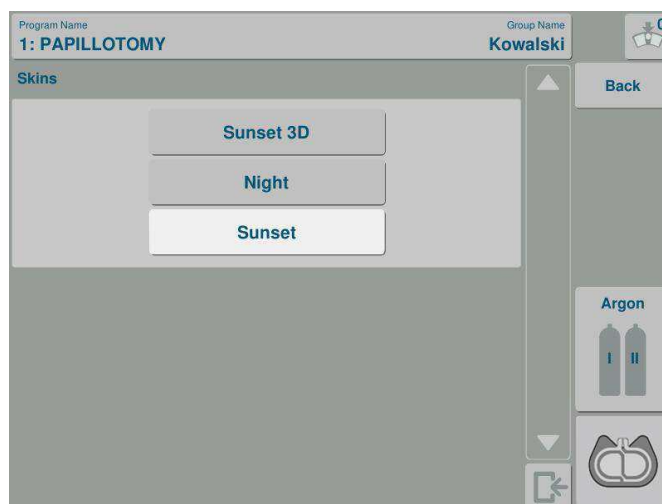 Program Name
1: PAPILLOTOMY
Group Name
Kowalski
Skins
Back
Sunset 3D
Night
Sunset
Argon
I II